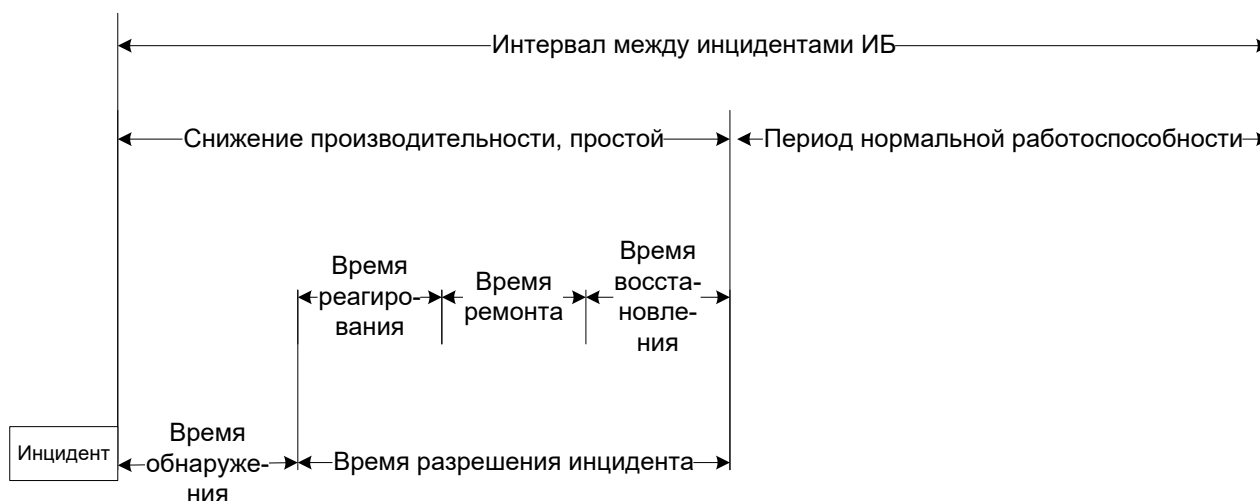 Интервал между инцидентами ИБ
Снижение производительности, простой
Период нормальной работоспособности
Время
реагиро-
вания
Время
ремонта
Время
восста-
новле-
ния
Инцидент
Время
обнаруже-
ния
Время разрешения инцидента